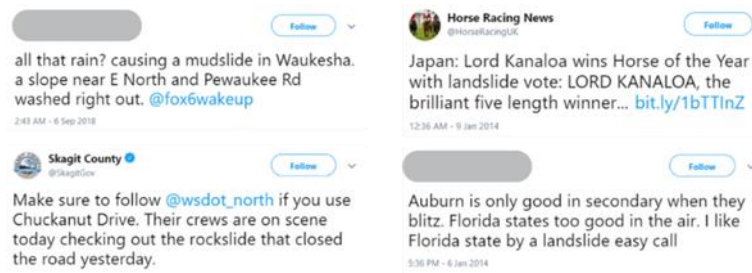 Follow
all that rain? causing a mudslide in Waukesha.
a slope near E North and Pewaukee Rd
washed right out. @fox6wakeup
2:43 AM - 6 Sep 2018
Skagit County
@SkagitGov
Follow
Make sure to follow @wsdot_north if you use
Chuckanut Drive. Their crews are on scene
today checking out the rockslide that closed
the road yesterday.
Horse Racing News
@HorseRacingUK
Follow
Japan: Lord Kanaloa wins Horse of the Year
with landslide vote: LORD KANALOA, the
brilliant five length winner... bit.ly/1bTTInZ
12:36 AM - 9 Jan 2014
Follow
Auburn is only good in secondary when they
blitz. Florida states too good in the air. I like
Florida state by a landslide easy call
5:36 PM - 6 Jan 2014